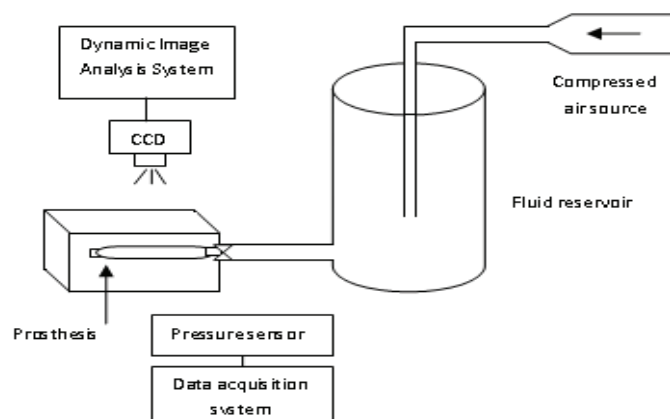 Dynamic Image
Analysis System
CCD
Compressed
air source
Fluid reservoir
Prosthesis
Pressure sensor
Data acquisition
system